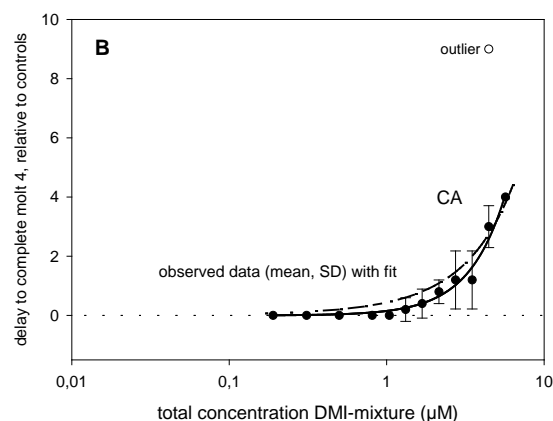 B
outlier
delay to complete molt 4, relative to controls
10
8
6
4
2
0
CA
observed data (mean, SD) with fit
0,01
0,1
1
10
total concentration DMI-mixture (µM)